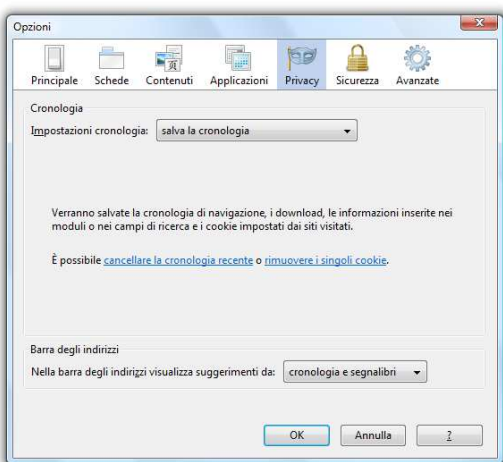 Opzioni
Principale Schede Contenuti Applicazioni Privacy Sicurezza Avanzate
Cronologia
Impostazioni cronologia: salva la cronologia
Verranno salvate la cronologia di navigazione, i download, le informazioni inserite nei
moduli o nei campi di ricerca e i cookie impostati dai siti visitati.
È possibile cancellare la cronologia recente o rimuovere i singoli cookie.
Barra degli indirizzi
Nella barra degli indirizzi visualizza suggerimenti da: cronologia e segnalibri
OK Annulla ?